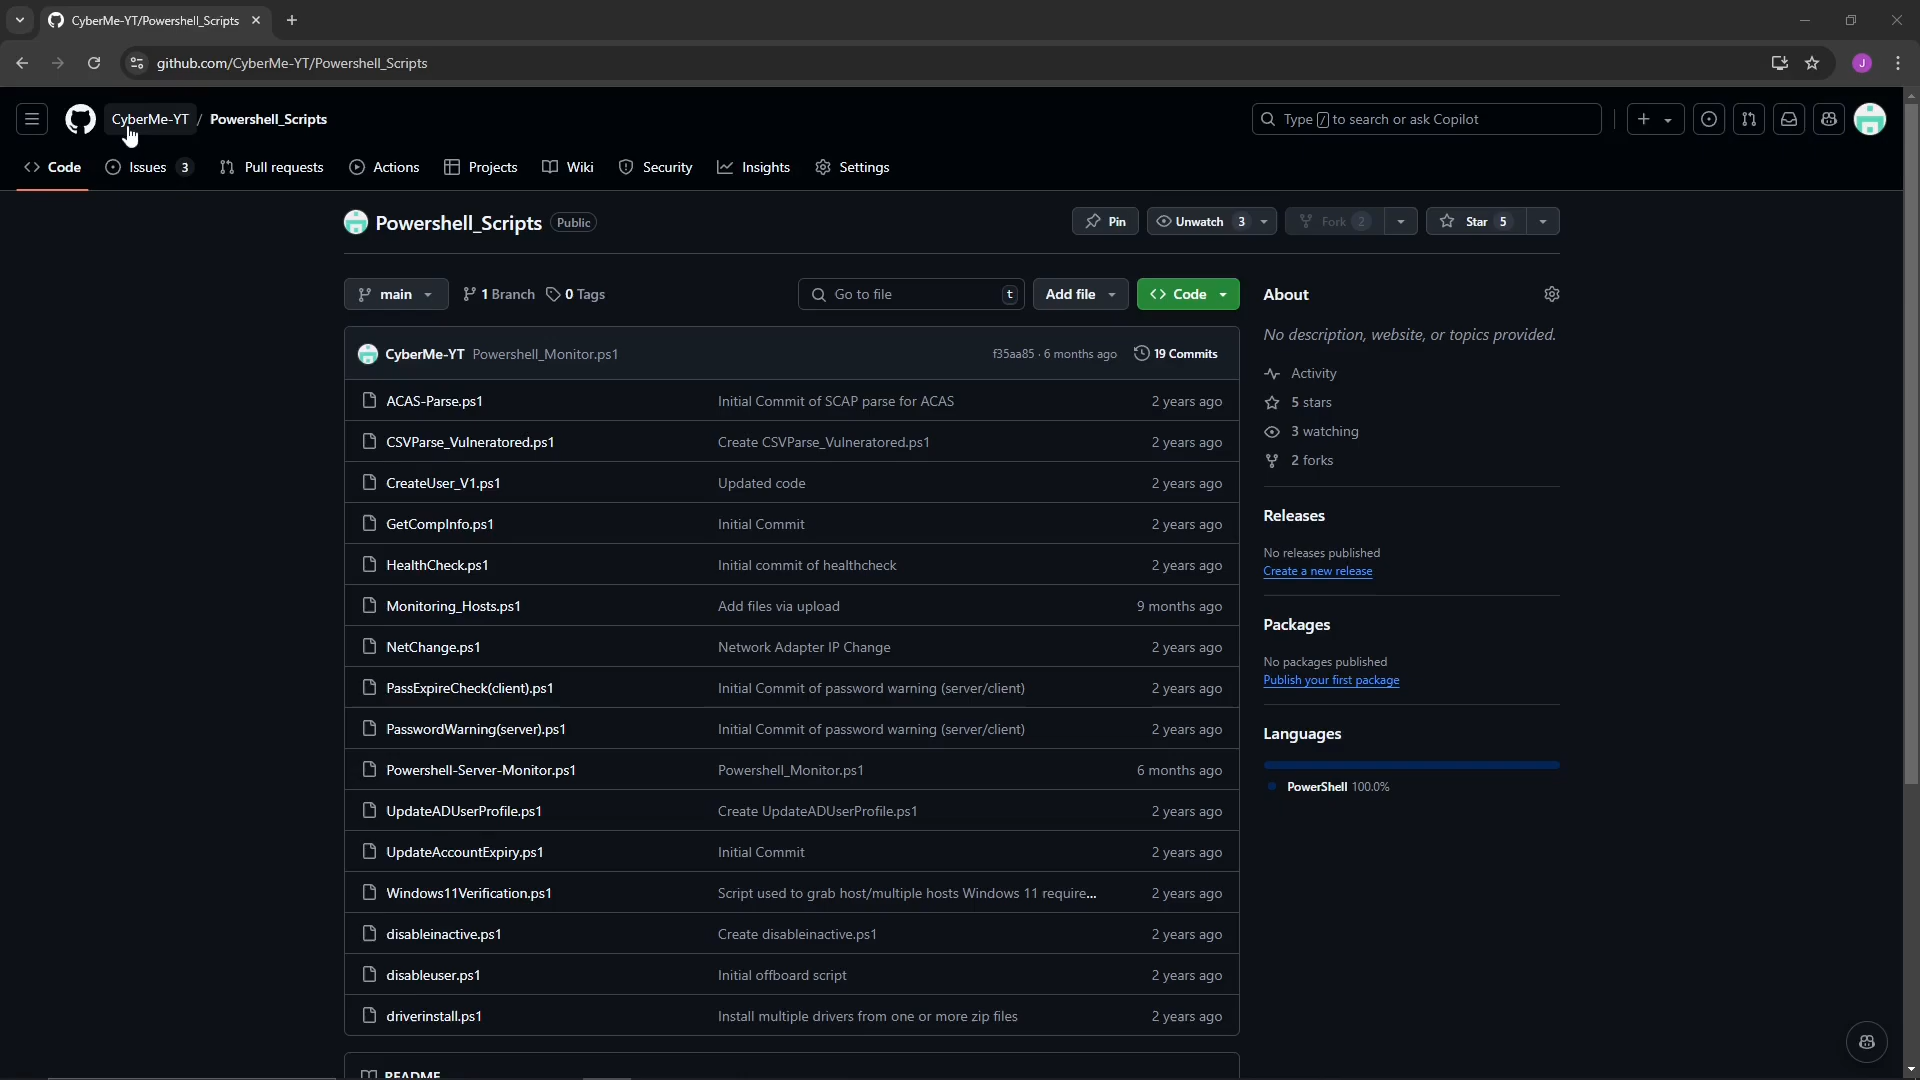 CyberMe-YT/Powershell_Scripts
github.com/CyberMe-YT/Powershell_Scripts
J
CyberMe-YT / Powershell_Scripts
Type / to search or ask Copilot
Code Issues 3 Pull requests Actions Projects Wiki Security Insights Settings
Powershell_Scripts Public
Pin Unwatch 3 Fork 2 Star 5
main 1 Branch 0 Tags Go to file t Add file Code
CyberMe-YT Powershell_Monitor.ps1 f35aa85 · 6 months ago 19 Commits
ACAS-Parse.ps1 Initial Commit of SCAP parse for ACAS 2 years ago
CSVParse_Vulneratored.ps1 Create CSVParse_Vulneratored.ps1 2 years ago
CreateUser_V1.ps1 Updated code 2 years ago
GetCompInfo.ps1 Initial Commit 2 years ago
HealthCheck.ps1 Initial commit of healthcheck 2 years ago
Monitoring_Hosts.ps1 Add files via upload 9 months ago
NetChange.ps1 Network Adapter IP Change 2 years ago
PassExpireCheck(client).ps1 Initial Commit of password warning (server/client) 2 years ago
PasswordWarning(server).ps1 Initial Commit of password warning (server/client) 2 years ago
Powershell-Server-Monitor.ps1 Powershell_Monitor.ps1 6 months ago
UpdateADUserProfile.ps1 Create UpdateADUserProfile.ps1 2 years ago
UpdateAccountExpiry.ps1 Initial Commit 2 years ago
Windows11Verification.ps1 Script used to grab host/multiple hosts Windows 11 require... 2 years ago
disableinactive.ps1 Create disableinactive.ps1 2 years ago
disableuser.ps1 Initial offboard script 2 years ago
driverinstall.ps1 Install multiple drivers from one or more zip files 2 years ago
README
About
No description, website, or topics provided.
Activity
5 stars
3 watching
2 forks
Releases
No releases published
Create a new release
Packages
No packages published
Publish your first package
Languages
PowerShell 100.0%